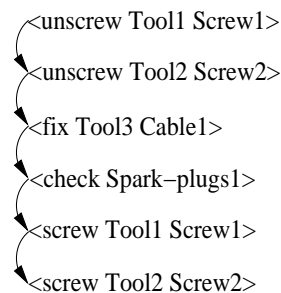 <unscrew Tool1 Screw1>
<unscrew Tool2 Screw2>
<fix Tool3 Cable1>
<check Spark−plugs1>
<screw Tool1 Screw1>
<screw Tool2 Screw2>